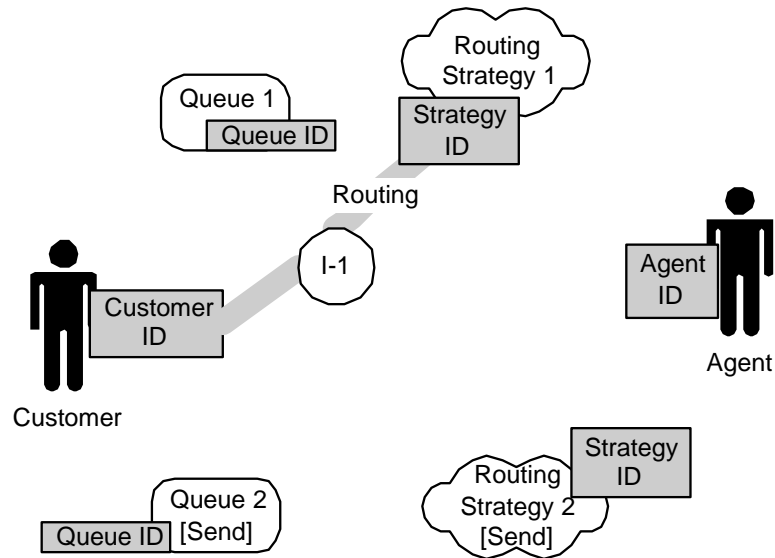 Routing
Strategy 1
Strategy
ID
Queue 1
Queue ID
Routing
I-1
Customer
ID
Customer
Agent
ID
Agent
Queue 2
[Send]
Queue ID
Routing
Strategy 2
[Send]
Strategy
ID